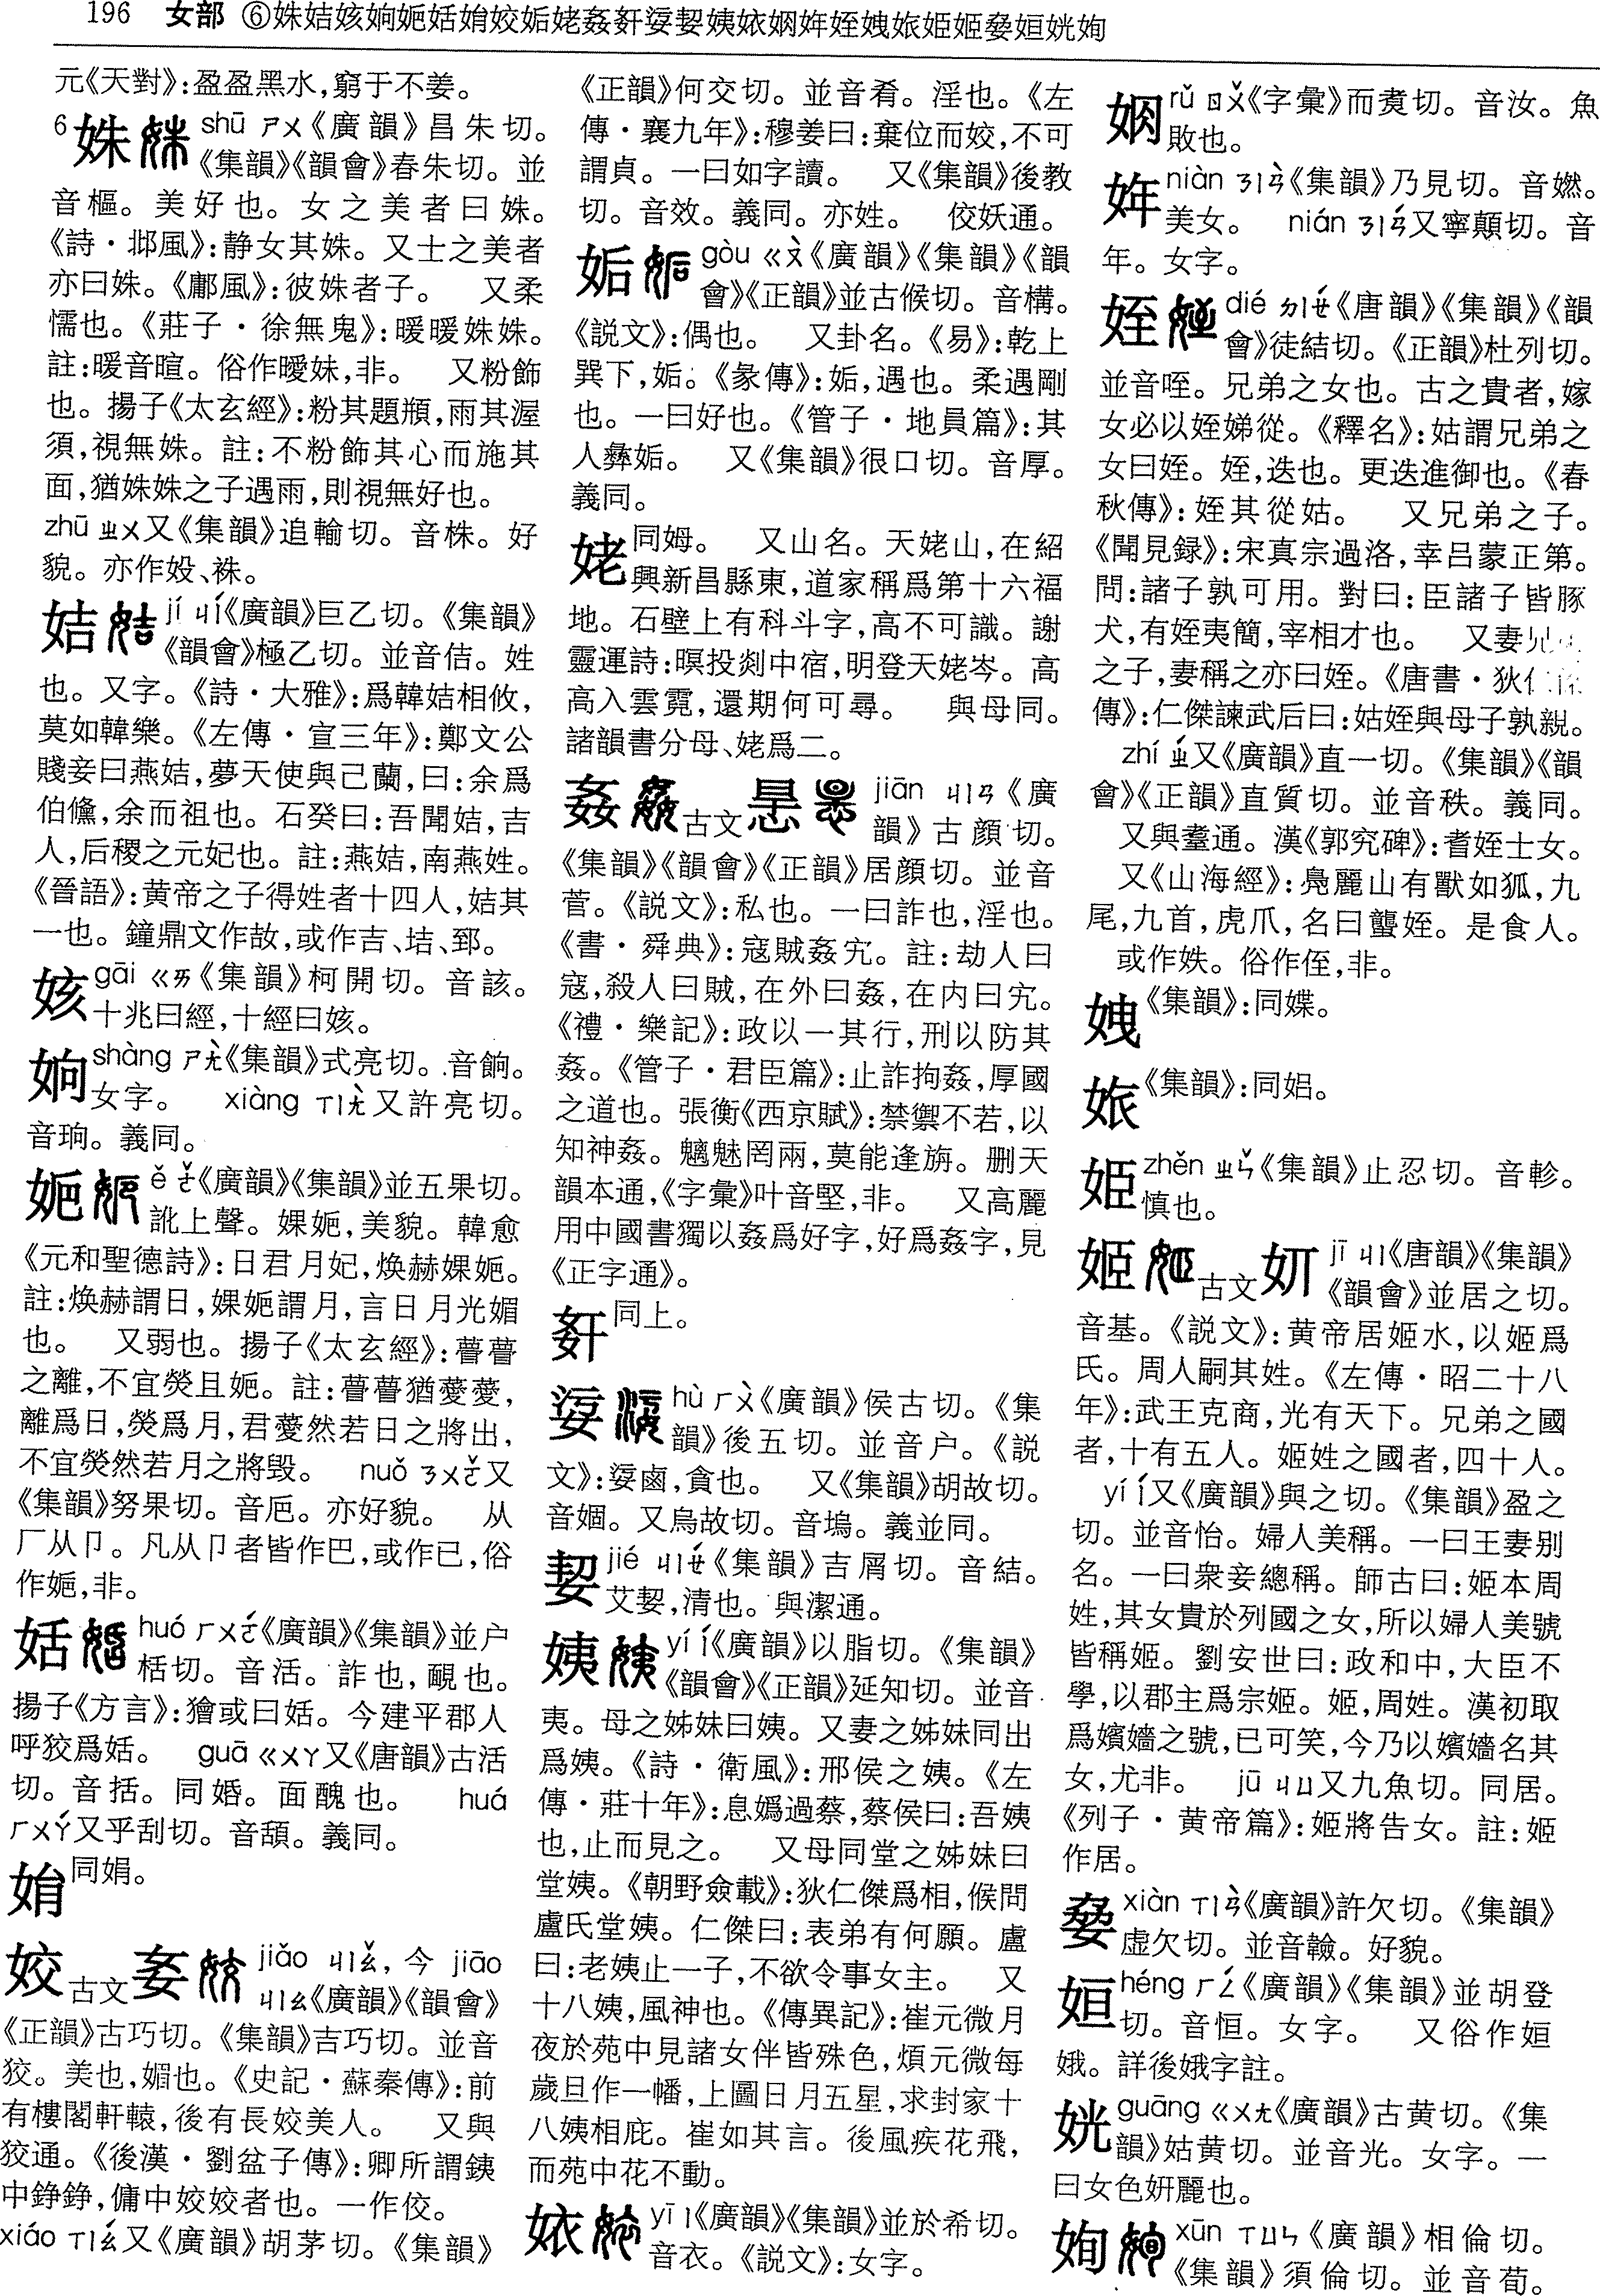 196 女部 ⑥姝姞姟姠妮姡姢姣姤姥姦姧婜契姨㛄姛姩姪㛋㛎姫姬㛍姮姯姰
元《天對》:盈盈黑水,窮于不姜。
6姝 shū ㄕㄨ《廣韻》昌朱切。
《集韻》《韻會》春朱切。並
音樞。美好也。女之美者曰姝。
《詩·邶風》:静女其姝。又士之美者
亦曰姝。《鄘風》:彼姝者子。 又柔
懦也。《莊子·徐無鬼》:暖暖姝姝。
註:暖音暄。俗作曖妹,非。 又粉飾
也。揚子《太玄經》:粉其題頄,雨其渥
須,視無姝。註:不粉飾其心而施其
面,猶姝姝之子遇雨,則視無好也。
zhū ㄓㄨ又《集韻》追輸切。音株。好
貌。亦作㚵、袾。
姞 jí ㄐㄧˊ《廣韻》巨乙切。《集韻》
《韻會》極乙切。並音佶。姓
也。又字。《詩·大雅》:爲韓姞相攸,
莫如韓樂。《左傳·宣三年》:鄭文公
賤妾曰燕姞,夢天使與己蘭,曰:余爲
伯儵,余而祖也。石癸曰:吾聞姞,吉
人,后稷之元妃也。註:燕姞,南燕姓。
《晉語》:黄帝之子得姓者十四人,姞其
一也。鐘鼎文作故,或作吉、𡉏、郅。
姟 gāi ㄍㄞ《集韻》柯開切。音該。
十兆曰經,十經曰姟。
姠 shàng ㄕㄤˋ《集韻》式亮切。音餉。
女字。 xiàng ㄒㄧㄤˋ又許亮切。
音珦。義同。
㛂 ě ㄜˇ《廣韻》《集韻》並五果切。
訛上聲。婐㛂,美貌。韓愈
《元和聖德詩》:日君月妃,焕赫婐㛂。
註:焕赫謂日,婐㛂謂月,言日月光媚
也。 又弱也。揚子《太玄經》:瞢瞢
之離,不宜熒且㛂。註:瞢瞢猶薆薆,
離爲日,熒爲月,君薆然若日之將出,
不宜熒然若月之將毁。 nuǒ ㄋㄨㄛˇ又
《集韻》努果切。音厄。亦好貌。 从
厂从卪。凡从卪者皆作㔾,或作已,俗
作妮,非。
姡 huó ㄏㄨㄛˊ《廣韻》《集韻》並户
栝切。音活。詐也,靦也。
揚子《方言》:獪或曰姡。今建平郡人
呼狡爲姡。 guā ㄍㄨㄚ又《唐韻》古活
切。音括。同婚。面醜也。 huá
ㄏㄨㄚˊ又乎刮切。音頢。義同。
姢 同娟。
姣 古文㚣 jiǎo ㄐㄧㄠˇ,今 jiāo
ㄐㄧㄠ《廣韻》《韻會》
《正韻》古巧切。《集韻》吉巧切。並音
狡。美也,媚也。《史記·蘇秦傳》:前
有樓閣軒轅,後有長姣美人。 又與
狡通。《後漢·劉盆子傳》:卿所謂鐵
中錚錚,傭中姣姣者也。一作佼。
xiáo ㄒㄧㄠˊ又《廣韻》胡茅切。《集韻》
《正韻》何交切。並音肴。淫也。《左
傳·襄九年》:穆姜曰:棄位而姣,不可
謂貞。一曰如字讀。 又《集韻》後教
切。音效。義同。亦姓。 佼妖通。
姤 gòu ㄍㄡˋ《廣韻》《集韻》《韻
會》《正韻》並古候切。音構。
《説文》:偶也。 又卦名。《易》:乾上
巽下,姤。《彖傳》:姤,遇也。柔遇剛
也。一曰好也。《管子·地員篇》:其
人彝姤。 又《集韻》很口切。音厚。
義同。
姥 同姆。 又山名。天姥山,在紹
興新昌縣東,道家稱爲第十六福
地。石壁上有科斗字,高不可識。謝
靈運詩:暝投剡中宿,明登天姥岑。高
高入雲霓,還期何可尋。 與母同。
諸韻書分母、姥爲二。
姦 古文㥯 jiān ㄐㄧㄢ《廣
韻》古顔切。
《集韻》《韻會》《正韻》居顔切。並音
菅。《説文》:私也。一曰詐也,淫也。
《書·舜典》:寇賊姦宄。註:劫人曰
寇,殺人曰賊,在外曰姦,在内曰宄。
《禮·樂記》:政以一其行,刑以防其
姦。《管子·君臣篇》:止詐拘姦,厚國
之道也。張衡《西京賦》:禁禦不若,以
知神姦。魑魅罔兩,莫能逢旃。删天
韻本通,《字彙》叶音堅,非。 又高麗
用中國書獨以姦爲好字,好爲姦字,見
《正字通》。
姧 同上。
婜 hù ㄏㄨˋ《廣韻》侯古切。《集
韻》後五切。並音户。《説
文》:婜鹵,貪也。 又《集韻》胡故切。
音婟。又烏故切。音塢。義並同。
㛃 jié ㄐㄧㄝˊ《集韻》吉屑切。音結。
艾㛃,清也。與潔通。
姨 yí ㄧˊ《廣韻》以脂切。《集韻》
《韻會》《正韻》延知切。並音
夷。母之姊妹曰姨。又妻之姊妹同出
爲姨。《詩·衛風》:邢侯之姨。《左
傳·莊十年》:息嬀過蔡,蔡侯曰:吾姨
也,止而見之。 又母同堂之姊妹曰
堂姨。《朝野僉載》:狄仁傑爲相,候問
盧氏堂姨。仁傑曰:表弟有何願。盧
曰:老姨止一子,不欲令事女主。 又
十八姨,風神也。《傳異記》:崔元微月
夜於苑中見諸女伴皆殊色,煩元微每
歲旦作一幡,上圖日月五星,求封家十
八姨相庇。崔如其言。後風疾花飛,
而苑中花不動。
㛄 yī ㄧ《廣韻》《集韻》並於希切。
音衣。《説文》:女字。
㛅 rǔ ㄖㄨˇ《字彙》而煑切。音汝。魚
敗也。
姩 niàn ㄋㄧㄢˋ《集韻》乃見切。音嬿。
美女。 nián ㄋㄧㄢˊ又寧顛切。音
年。女字。
姪 dié ㄉㄧㄝˊ《唐韻》《集韻》《韻
會》徒結切。《正韻》杜列切。
並音咥。兄弟之女也。古之貴者,嫁
女必以姪娣從。《釋名》:姑謂兄弟之
女曰姪。姪,迭也。更迭進御也。《春
秋傳》:姪其從姑。 又兄弟之子。
《聞見録》:宋真宗過洛,幸吕蒙正第。
問:諸子孰可用。對曰:臣諸子皆豚
犬,有姪夷簡,宰相才也。 又妻兄
之子,妻稱之亦曰姪。《唐書·狄仁傑
傳》:仁傑諫武后曰:姑姪與母子孰親。
zhí ㄓˊ又《廣韻》直一切。《集韻》《韻
會》《正韻》直質切。並音秩。義同。
又與耋通。漢《郭究碑》:耆姪士女。
又《山海經》:鳬麗山有獸如狐,九
尾,九首,虎爪,名曰蠪姪。是食人。
或作妷。俗作侄,非。
㛋 《集韻》:同媟。
㛎 《集韻》:同娼。
姫 zhěn ㄓㄣˇ《集韻》止忍切。音軫。
慎也。
姬 古文㚤 jī ㄐㄧ《唐韻》《集韻》
《韻會》並居之切。
音基。《説文》:黄帝居姬水,以姬爲
氏。周人嗣其姓。《左傳·昭二十八
年》:武王克商,光有天下。兄弟之國
者,十有五人。姬姓之國者,四十人。
yí ㄧˊ又《廣韻》與之切。《集韻》盈之
切。並音怡。婦人美稱。一曰王妻别
名。一曰衆妾總稱。師古曰:姬本周
姓,其女貴於列國之女,所以婦人美號
皆稱姬。劉安世曰:政和中,大臣不
學,以郡主爲宗姬。姬,周姓。漢初取
爲嬪嬙之號,已可笑,今乃以嬪嬙名其
女,尤非。 jū ㄐㄩ又九魚切。同居。
《列子·黄帝篇》:姬將告女。註:姬
作居。
㛍 xiàn ㄒㄧㄢˋ《廣韻》許欠切。《集韻》
虚欠切。並音䭑。好貌。
姮 héng ㄏㄥˊ《廣韻》《集韻》並胡登
切。音恒。女字。 又俗作姮
娥。詳後娥字註。
姯 guāng ㄍㄨㄤ《廣韻》古黄切。《集
韻》姑黄切。並音光。女字。一
曰女色妍麗也。
姰 xūn ㄒㄩㄣ《廣韻》相倫切。
《集韻》須倫切。並音荀。